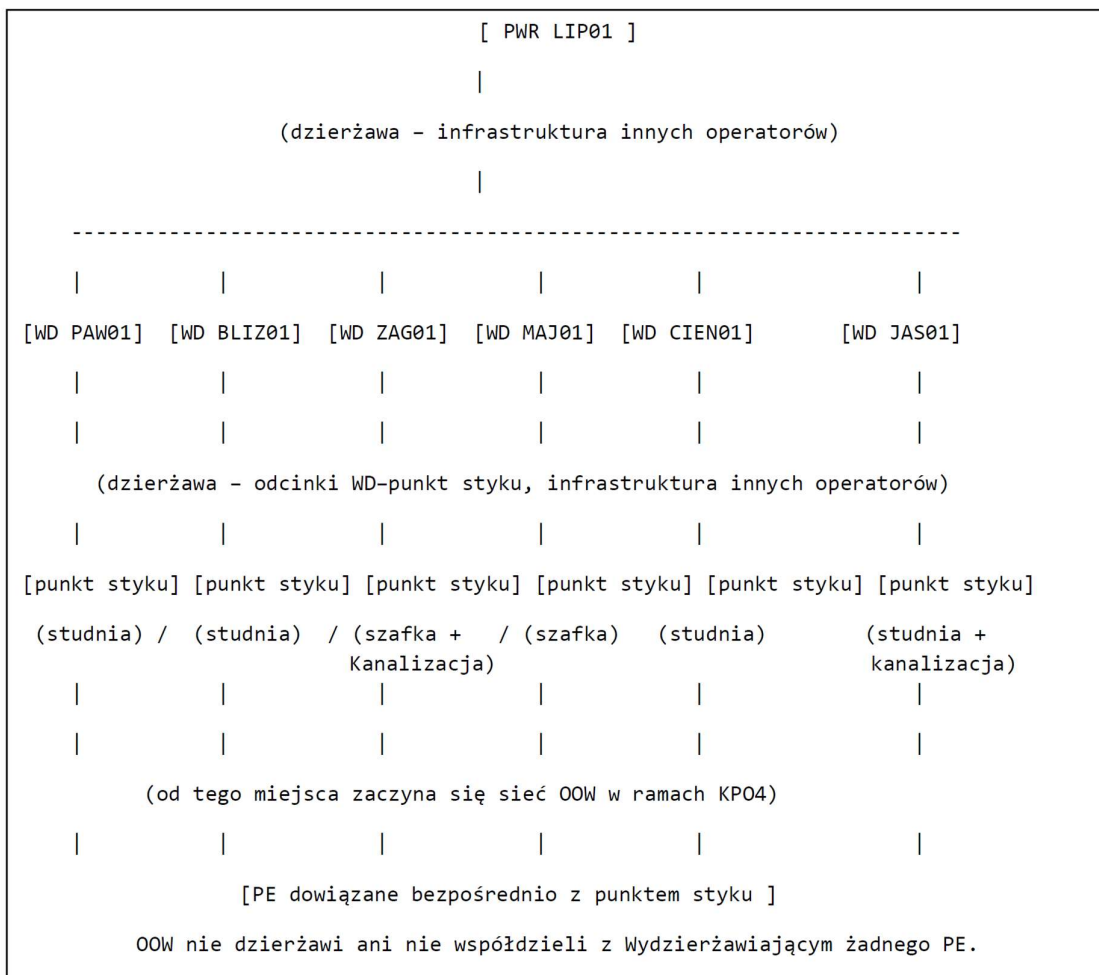 [ PWR LIP01 ]
|
(dzierżawa – infrastruktura innych operatorów)
|
-------------------------------------------------------------------------
| | | | | |
[WD PAW01] [WD BLIZ01] [WD ZAG01] [WD MAJ01] [WD CIEN01] [WD JAS01]
| | | | | |
| | | | | |
(dzierżawa – odcinki WD–punkt styku, infrastruktura innych operatorów)
| | | | | |
[punkt styku] [punkt styku] [punkt styku] [punkt styku] [punkt styku] [punkt styku]
(studnia) / (studnia) / (szafka + / (szafka) (studnia) (studnia +
Kanalizacja) kanalizacja)
| | | | | |
| | | | | |
(od tego miejsca zaczyna się sieć OOW w ramach KPO4)
| | | | | |
[PE dowiązane bezpośrednio z punktem styku ]
OOW nie dzierżawi ani nie współdzieli z Wydzierżawiającym żadnego PE.